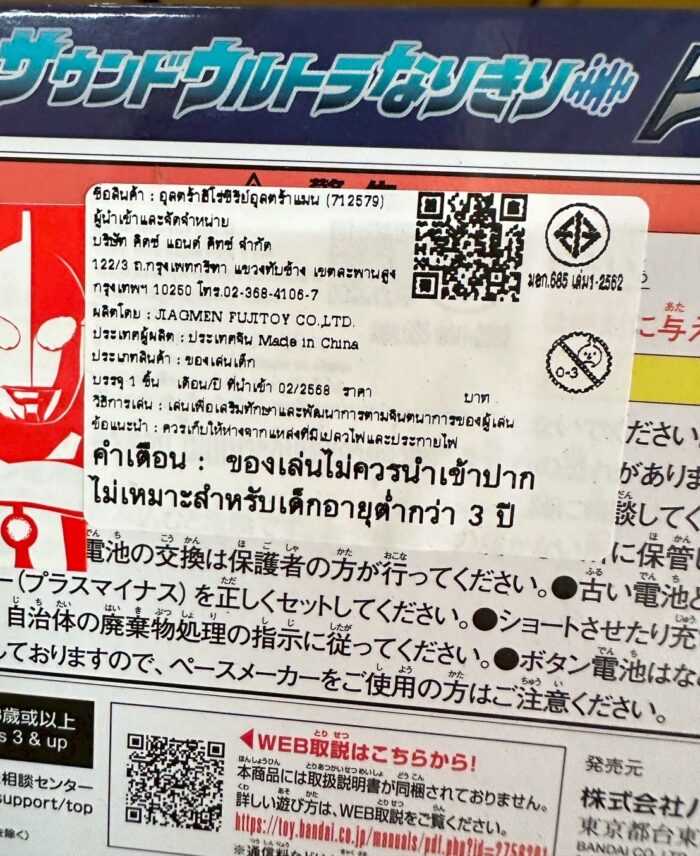 サウンドウルトラなりきり
ชื่อสินค้า : อุลตร้าฮีโร่ซีรีย์อุลตร้าแมน (712579)
ผู้นำเข้าและจัดจำหน่าย
บริษัท คิดซ์ แอนด์ คิทซ์ จำกัด
122/3 ถ.กรุงเทพกรีฑา แขวงทับช้าง เขตสะพานสูง
กรุงเทพฯ 10250 โทร.02-368-4106-7
ผลิตโดย : JIAGMEN FUJITOY CO.,LTD.
ประเทศผู้ผลิต : ประเทศจีน Made in China
ประเภทสินค้า : ของเล่นเด็ก
บรรจุ 1 ชิ้น เดือน/ปี ที่นำเข้า 02/2568 ราคา บาท
วิธีการเล่น : เล่นเพื่อเสริมทักษะและพัฒนาการตามจินตนาการของผู้เล่น
ข้อแนะนำ : ควรเก็บให้ห่างจากแหล่งที่มีเปลวไฟและประกายไฟ
คำเตือน : ของเล่นไม่ควรนำเข้าปาก
ไม่เหมาะสำหรับเด็กอายุต่ำกว่า 3 ปี
มอก.685 เล่ม1-2562
0-3
に与え
ださい
がありま
談してく
に保管し
電池の交換は保護者の方が行ってください。●古い電池と
ー(プラスマイナス)を正しくセットしてください。●ショートさせたり充
自治体の廃棄物処理の指示に従ってください。●ボタン電池はな
しておりますので、ペースメーカーをご使用の方はご注意ください。
歲或以上
s 3 & up
相談センター
support/top
を除く)
WEB取説はこちらから!
本商品には取扱説明書が同梱されておりません。
詳しい遊び方は、WEB取説をご覧ください。
https://toy.bandai.co.jp/manuals/pdf.php?id=2758201
発売元
株式会社
東京都台東
BANDAI CO.,LTD